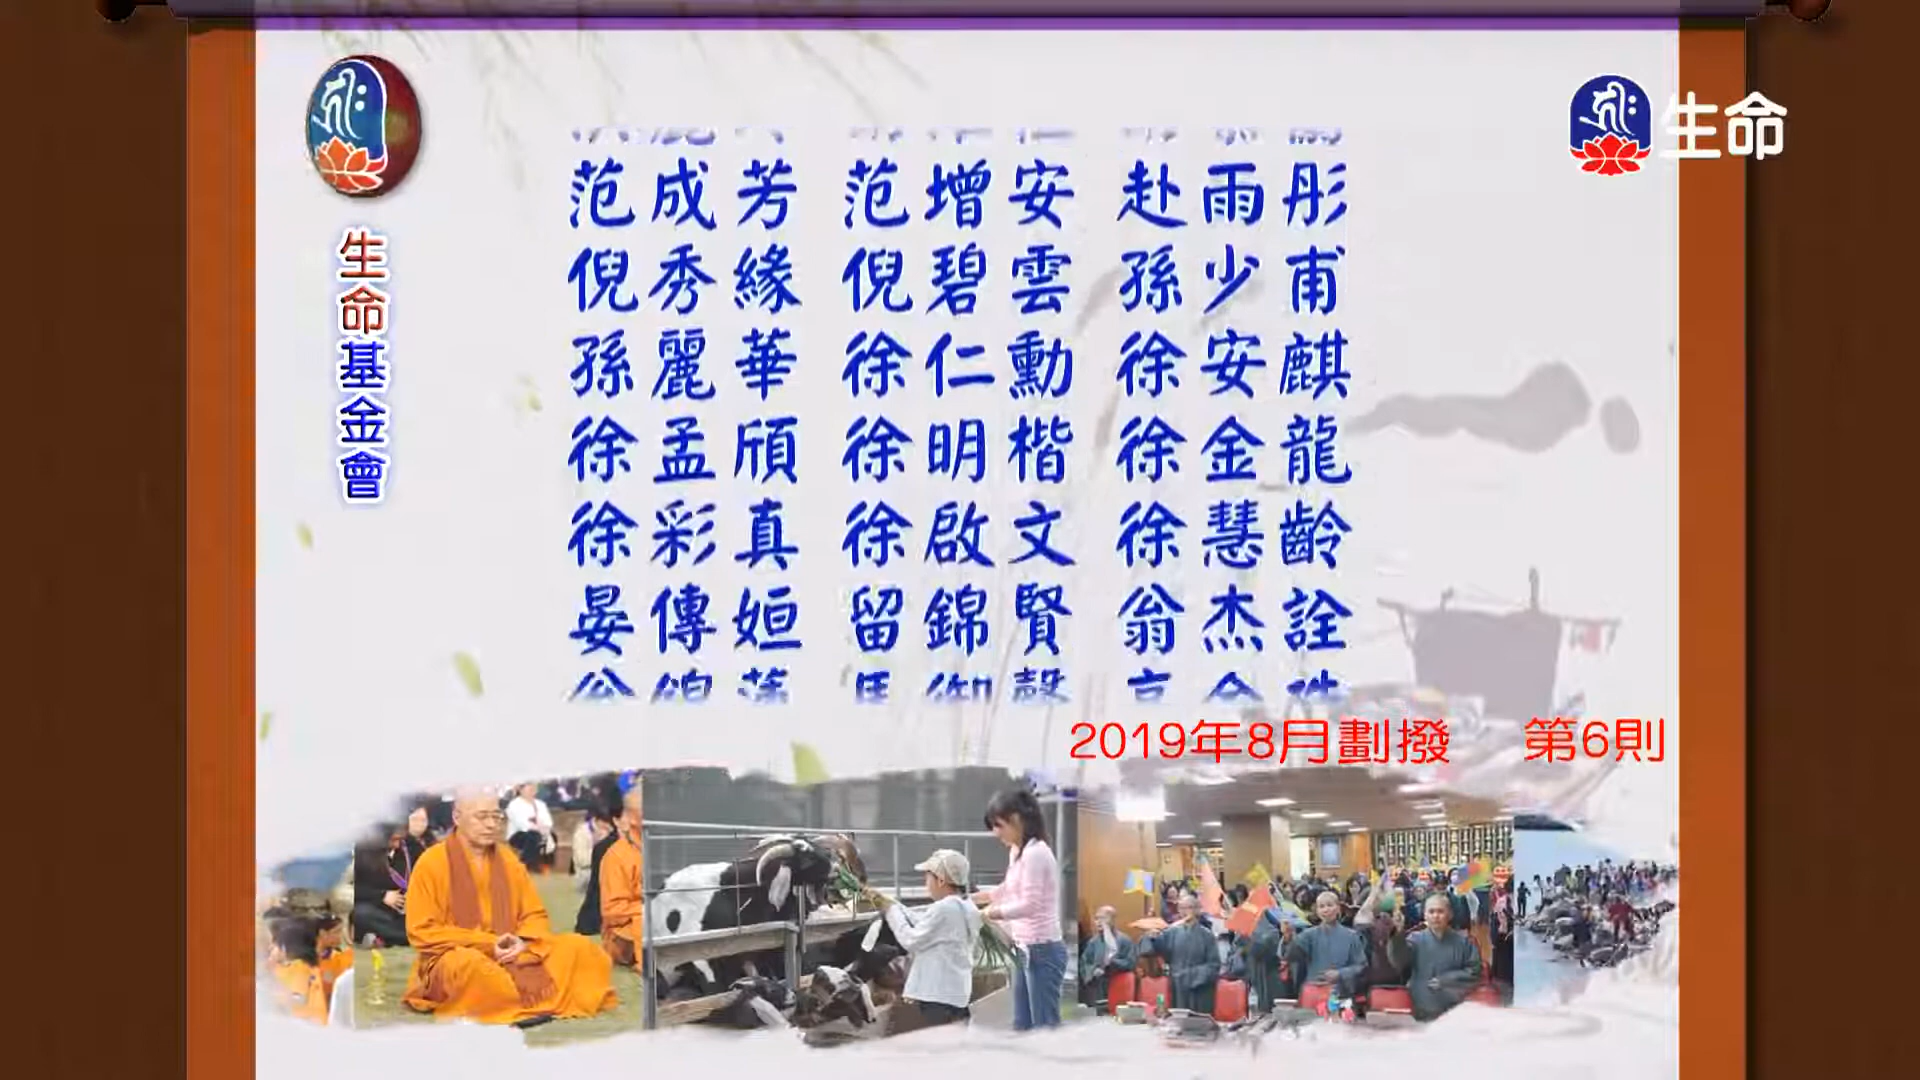 生命
生命基金會
范成芳 范增安 赴雨彤
倪秀緣 倪碧雲 孫少甫
孫麗華 徐仁勳 徐安麒
徐孟頎 徐明楷 徐金龍
徐彩真 徐啟文 徐慧齡
晏傳姮 留錦賢 翁杰詮
2019年8月劃撥 第6則